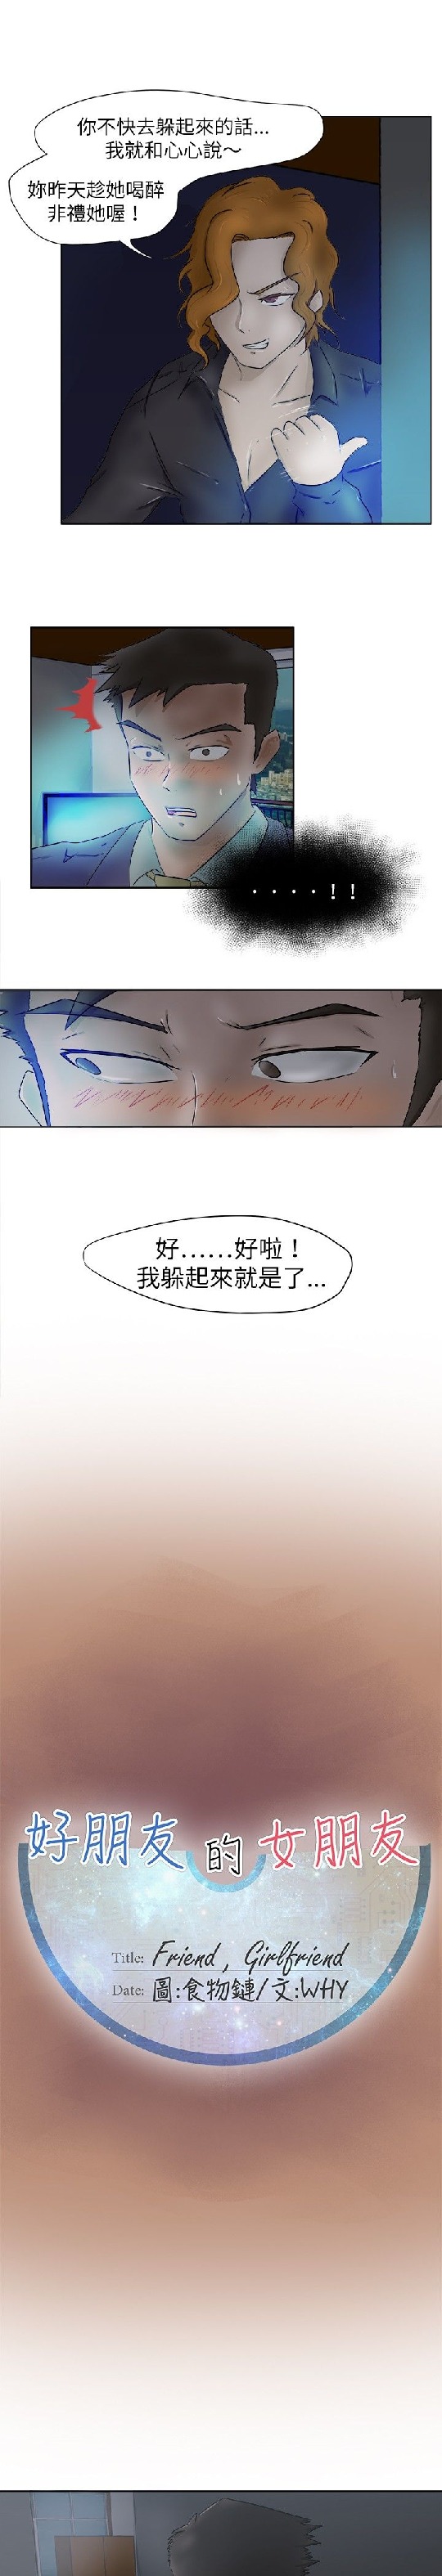 你不快去躲起來的話...
我就和心心說～
妳昨天趁她喝醉
非禮她喔！
．．．．！！
好......好啦！
我躲起來就是了...
好朋友的女朋友
Title: Friend , Girlfriend
Date: 圖:食物鏈/文:WHY